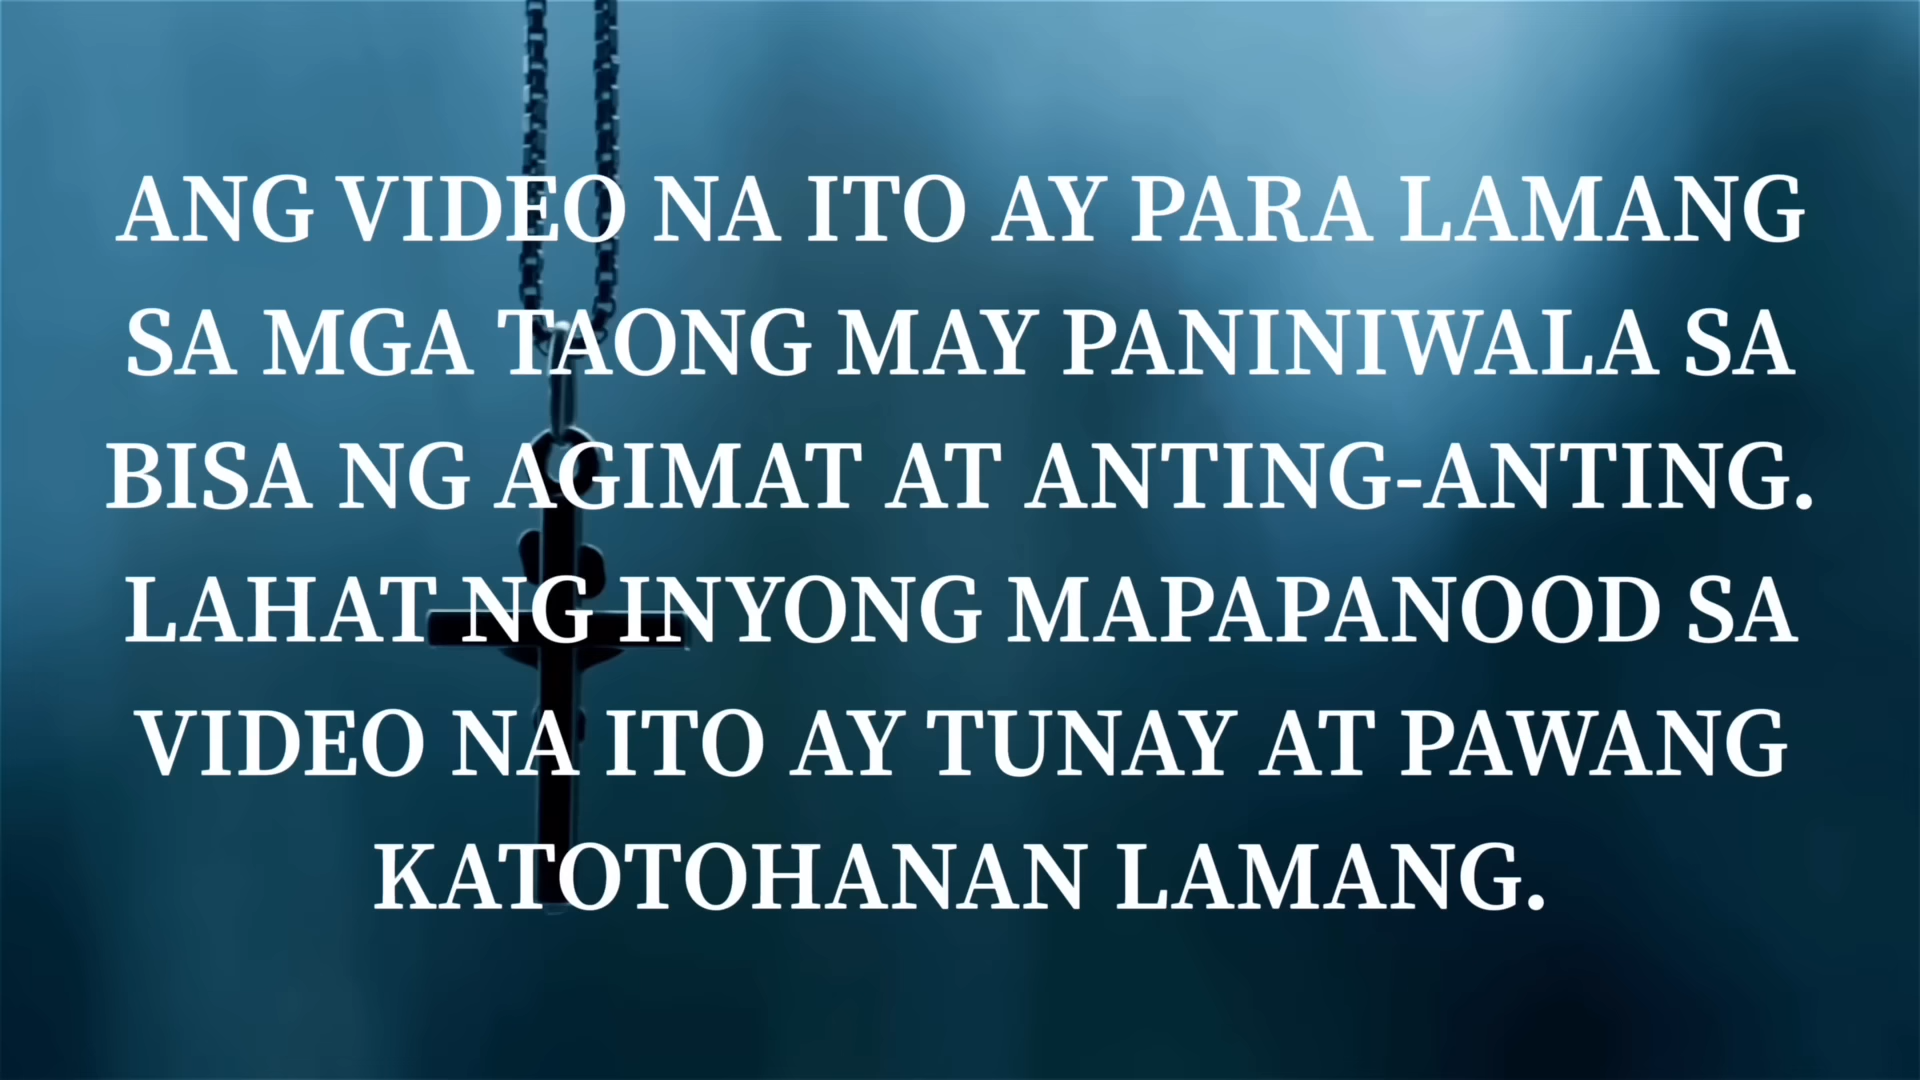 ANG VIDEO NA ITO AY PARA LAMANG
SA MGA TAONG MAY PANINIWALA SA
BISA NG AGIMAT AT ANTING-ANTING.
LAHAT NG INYONG MAPAPANOOD SA
VIDEO NA ITO AY TUNAY AT PAWANG
KATOTOHANAN LAMANG.